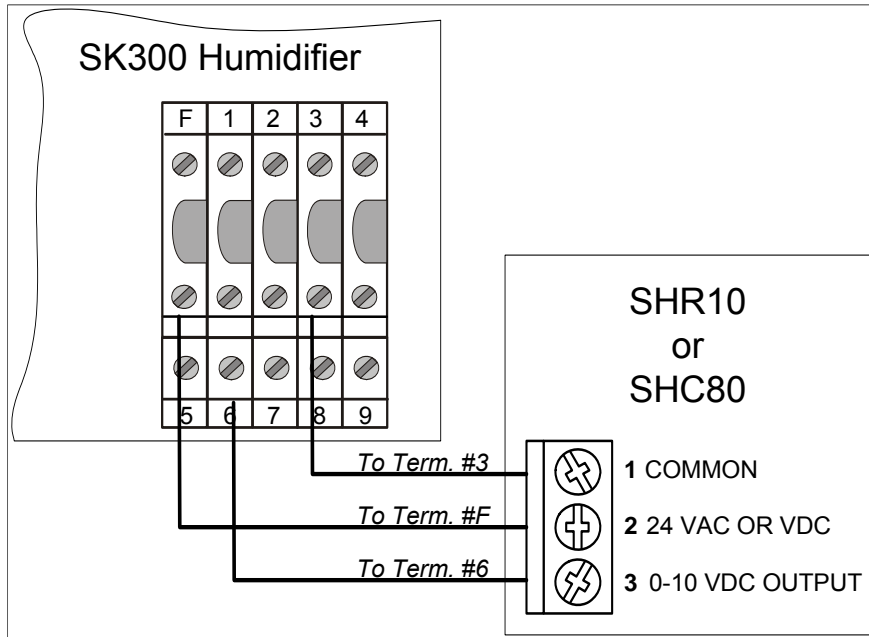 SK300 Humidifier
F 1 2 3 4
5 6 7 8 9
SHR10
or
SHC80
To Term. #3
1 COMMON
To Term. #F
2 24 VAC OR VDC
To Term. #6
3 0-10 VDC OUTPUT